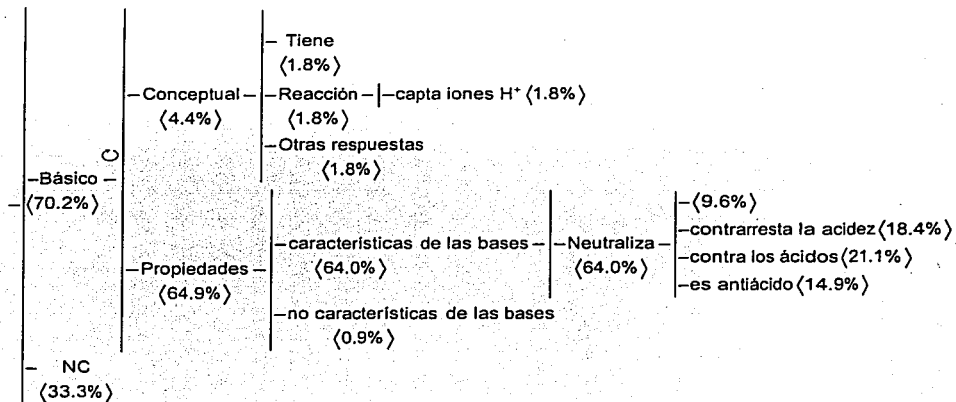 Tiene
⟨1.8%⟩
Conceptual
⟨4.4%⟩
Reacción
⟨1.8%⟩
capta iones H⁺ ⟨1.8%⟩
Otras respuestas
⟨1.8%⟩
C
Básico
⟨70.2%⟩
Propiedades
⟨64.9%⟩
características de las bases
⟨64.0%⟩
Neutraliza
⟨64.0%⟩
⟨9.6%⟩
contrarresta la acidez ⟨18.4%⟩
contra los ácidos ⟨21.1%⟩
es antiácido ⟨14.9%⟩
no características de las bases
⟨0.9%⟩
NC
⟨33.3%⟩